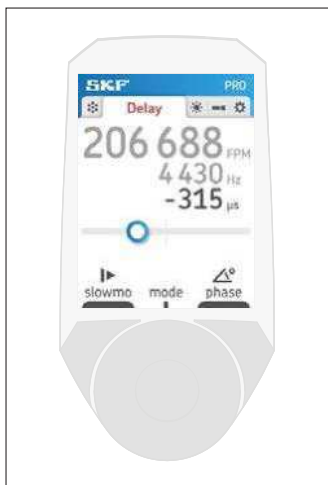 SKF PRO
Delay
206 688 FPM
4 430 Hz
-315 µs
slowmo mode phase